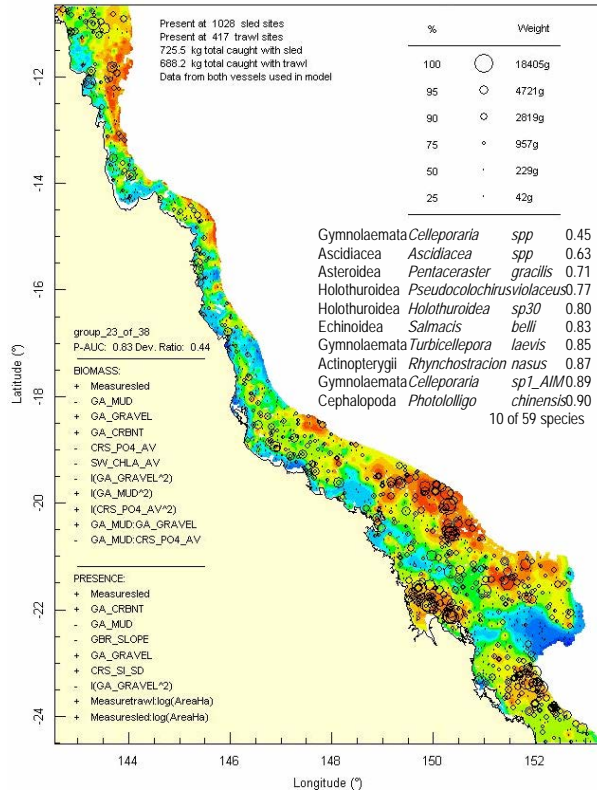 Present at 1028 sled sites
Present at 417 trawl sites
725.5 kg total caught with sled
688.2 kg total caught with trawl
Data from both vessels used in model
% Weight
100 18405g
95 4721g
90 2819g
75 957g
50 229g
25 42g
Gymnolaemata Celleporaria spp 0.45
Ascidiacea Ascidiacea spp 0.63
Asteroidea Pentaceraster gracilis 0.71
Holothuroidea Pseudocolochirus violaceus 0.77
Holothuroidea Holothuroidea sp30 0.80
Echinoidea Salmacis belli 0.83
Gymnolaemata Turbicellepora laevis 0.85
Actinopterygii Rhynchostracion nasus 0.87
Gymnolaemata Celleporaria sp1_AIM 0.89
Cephalopoda Photololigo chinensis 0.90
10 of 59 species
group_23_of_38
P-AUC: 0.83 Dev. Ratio: 0.44
BIOMASS:
+ Measuresled
- GA_MUD
+ GA_GRAVEL
+ GA_CRBNT
- CRS_PO4_AV
- SW_CHLA_AV
- I(GA_GRAVEL^2)
+ I(GA_MUD^2)
+ I(CRS_PO4_AV^2)
+ GA_MUD:GA_GRAVEL
- GA_MUD:CRS_PO4_AV
PRESENCE:
+ Measuresled
+ GA_CRBNT
- GA_MUD
- GBR_SLOPE
+ GA_GRAVEL
+ CRS_SI_SD
- I(GA_GRAVEL^2)
+ Measuretrawl:log(AreaHa)
+ Measuresled:log(AreaHa)
Latitude (°)
-12
-14
-16
-18
-20
-22
-24
144 146 148 150 152
Longitude (°)